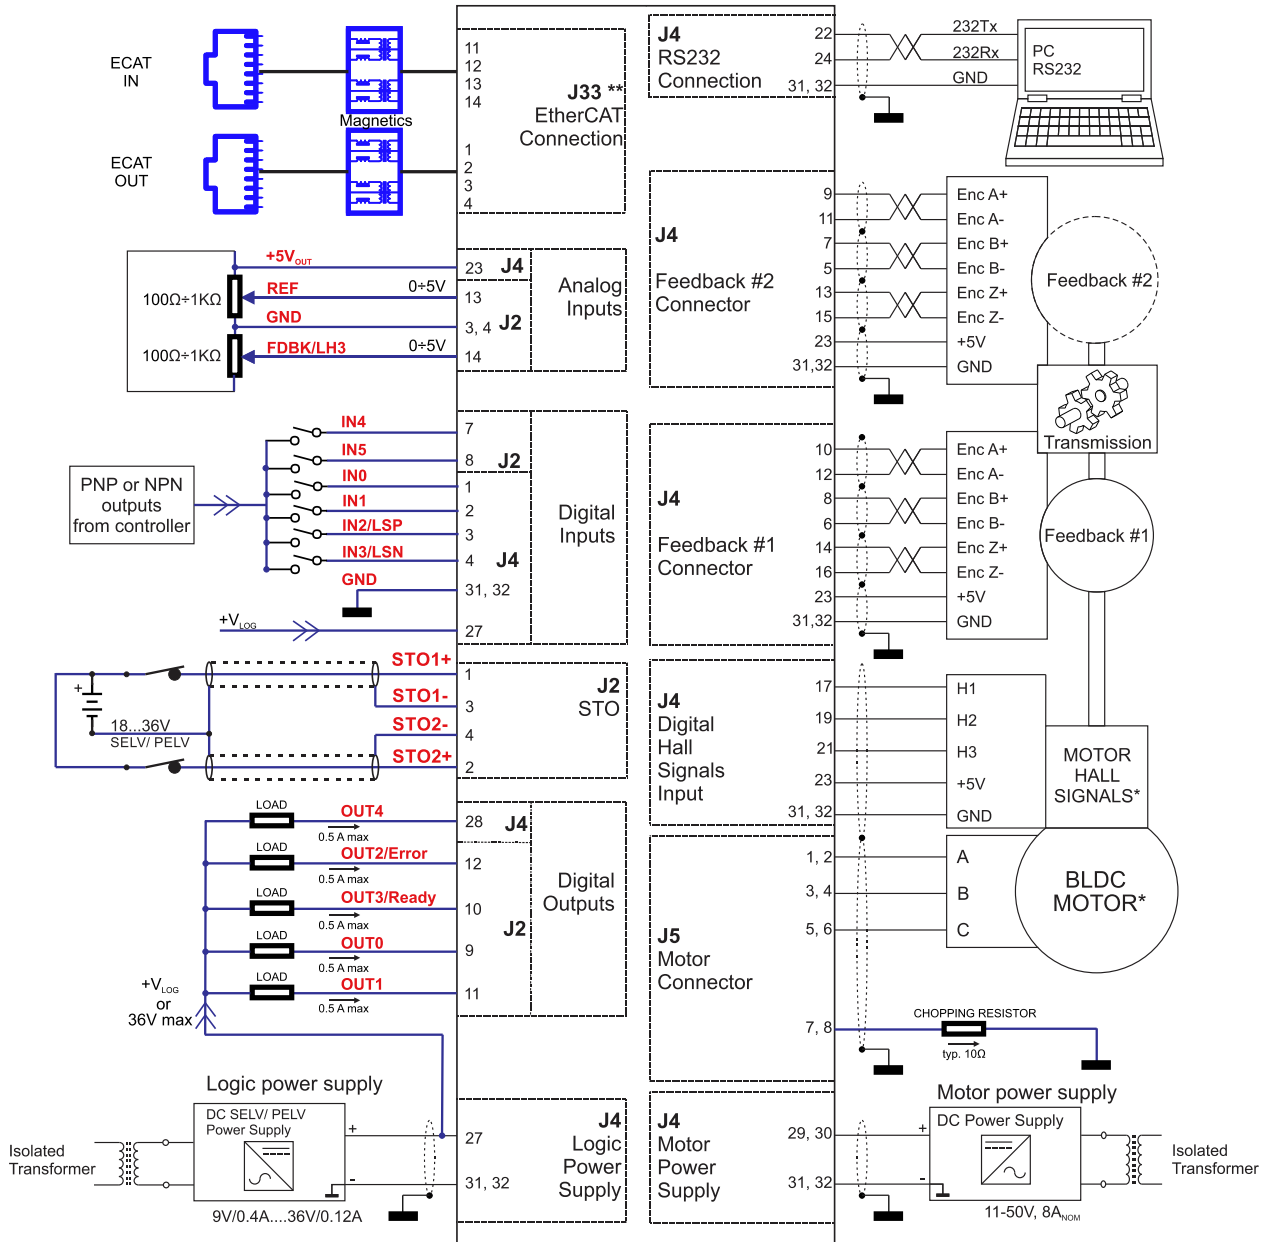 ECAT
IN
Magnetics
ECAT
OUT
11
12
13
14
1
2
3
4
J33 **
EtherCAT
Connection
+5VOUT
REF
GND
FDBK/LH3
100Ω÷1KΩ
100Ω÷1KΩ
0÷5V
0÷5V
23
13
3, 4
14
J4
J2
Analog
Inputs
PNP or NPN
outputs
from controller
IN4
IN5
IN0
IN1
IN2/LSP
IN3/LSN
GND
+VLOG
7
8
1
2
3
4
31, 32
27
J2
J4
Digital
Inputs
STO1+
STO1-
STO2-
STO2+
+
18...36V
SELV/ PELV
1
3
4
2
J2
STO
LOAD
OUT4
0.5 A max
28
LOAD
OUT2/Error
0.5 A max
12
LOAD
OUT3/Ready
0.5 A max
10
LOAD
OUT0
0.5 A max
9
LOAD
OUT1
0.5 A max
11
J4
J2
Digital
Outputs
+VLOG
or
36V max
Logic power supply
DC SELV/ PELV
Power Supply
+
-
Isolated
Transformer
9V/0.4A....36V/0.12A
27
31, 32
J4
Logic
Power
Supply
J4
RS232
Connection
22
24
31, 32
232Tx
232Rx
GND
PC
RS232
J4
Feedback #2
Connector
9
11
7
5
13
15
23
31,32
Enc A+
Enc A-
Enc B+
Enc B-
Enc Z+
Enc Z-
+5V
GND
Feedback #2
Transmission
J4
Feedback #1
Connector
10
12
8
6
14
16
23
31,32
Enc A+
Enc A-
Enc B+
Enc B-
Enc Z+
Enc Z-
+5V
GND
Feedback #1
J4
Digital
Hall
Signals
Input
17
19
21
23
31, 32
H1
H2
H3
+5V
GND
MOTOR
HALL
SIGNALS*
J5
Motor
Connector
1, 2
3, 4
5, 6
7, 8
A
B
C
BLDC
MOTOR*
CHOPPING RESISTOR
typ. 10Ω
Motor power supply
J4
Motor
Power
Supply
29, 30
31, 32
+
-
DC Power Supply
11-50V, 8ANOM
Isolated
Transformer